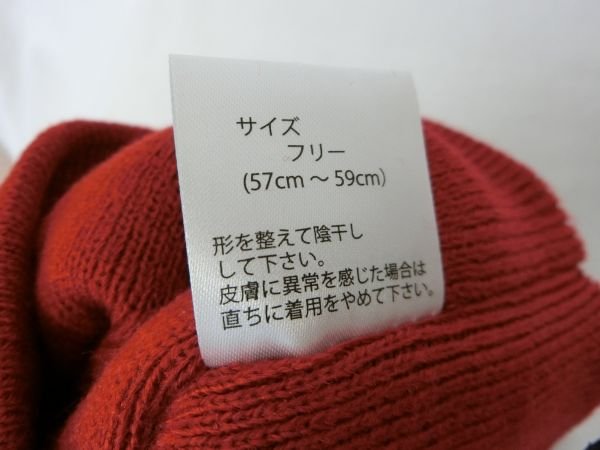 サイズ
フリー
(57cm ～ 59cm)
形を整えて陰干し
して下さい。
皮膚に異常を感じた場合は
直ちに着用をやめて下さい。